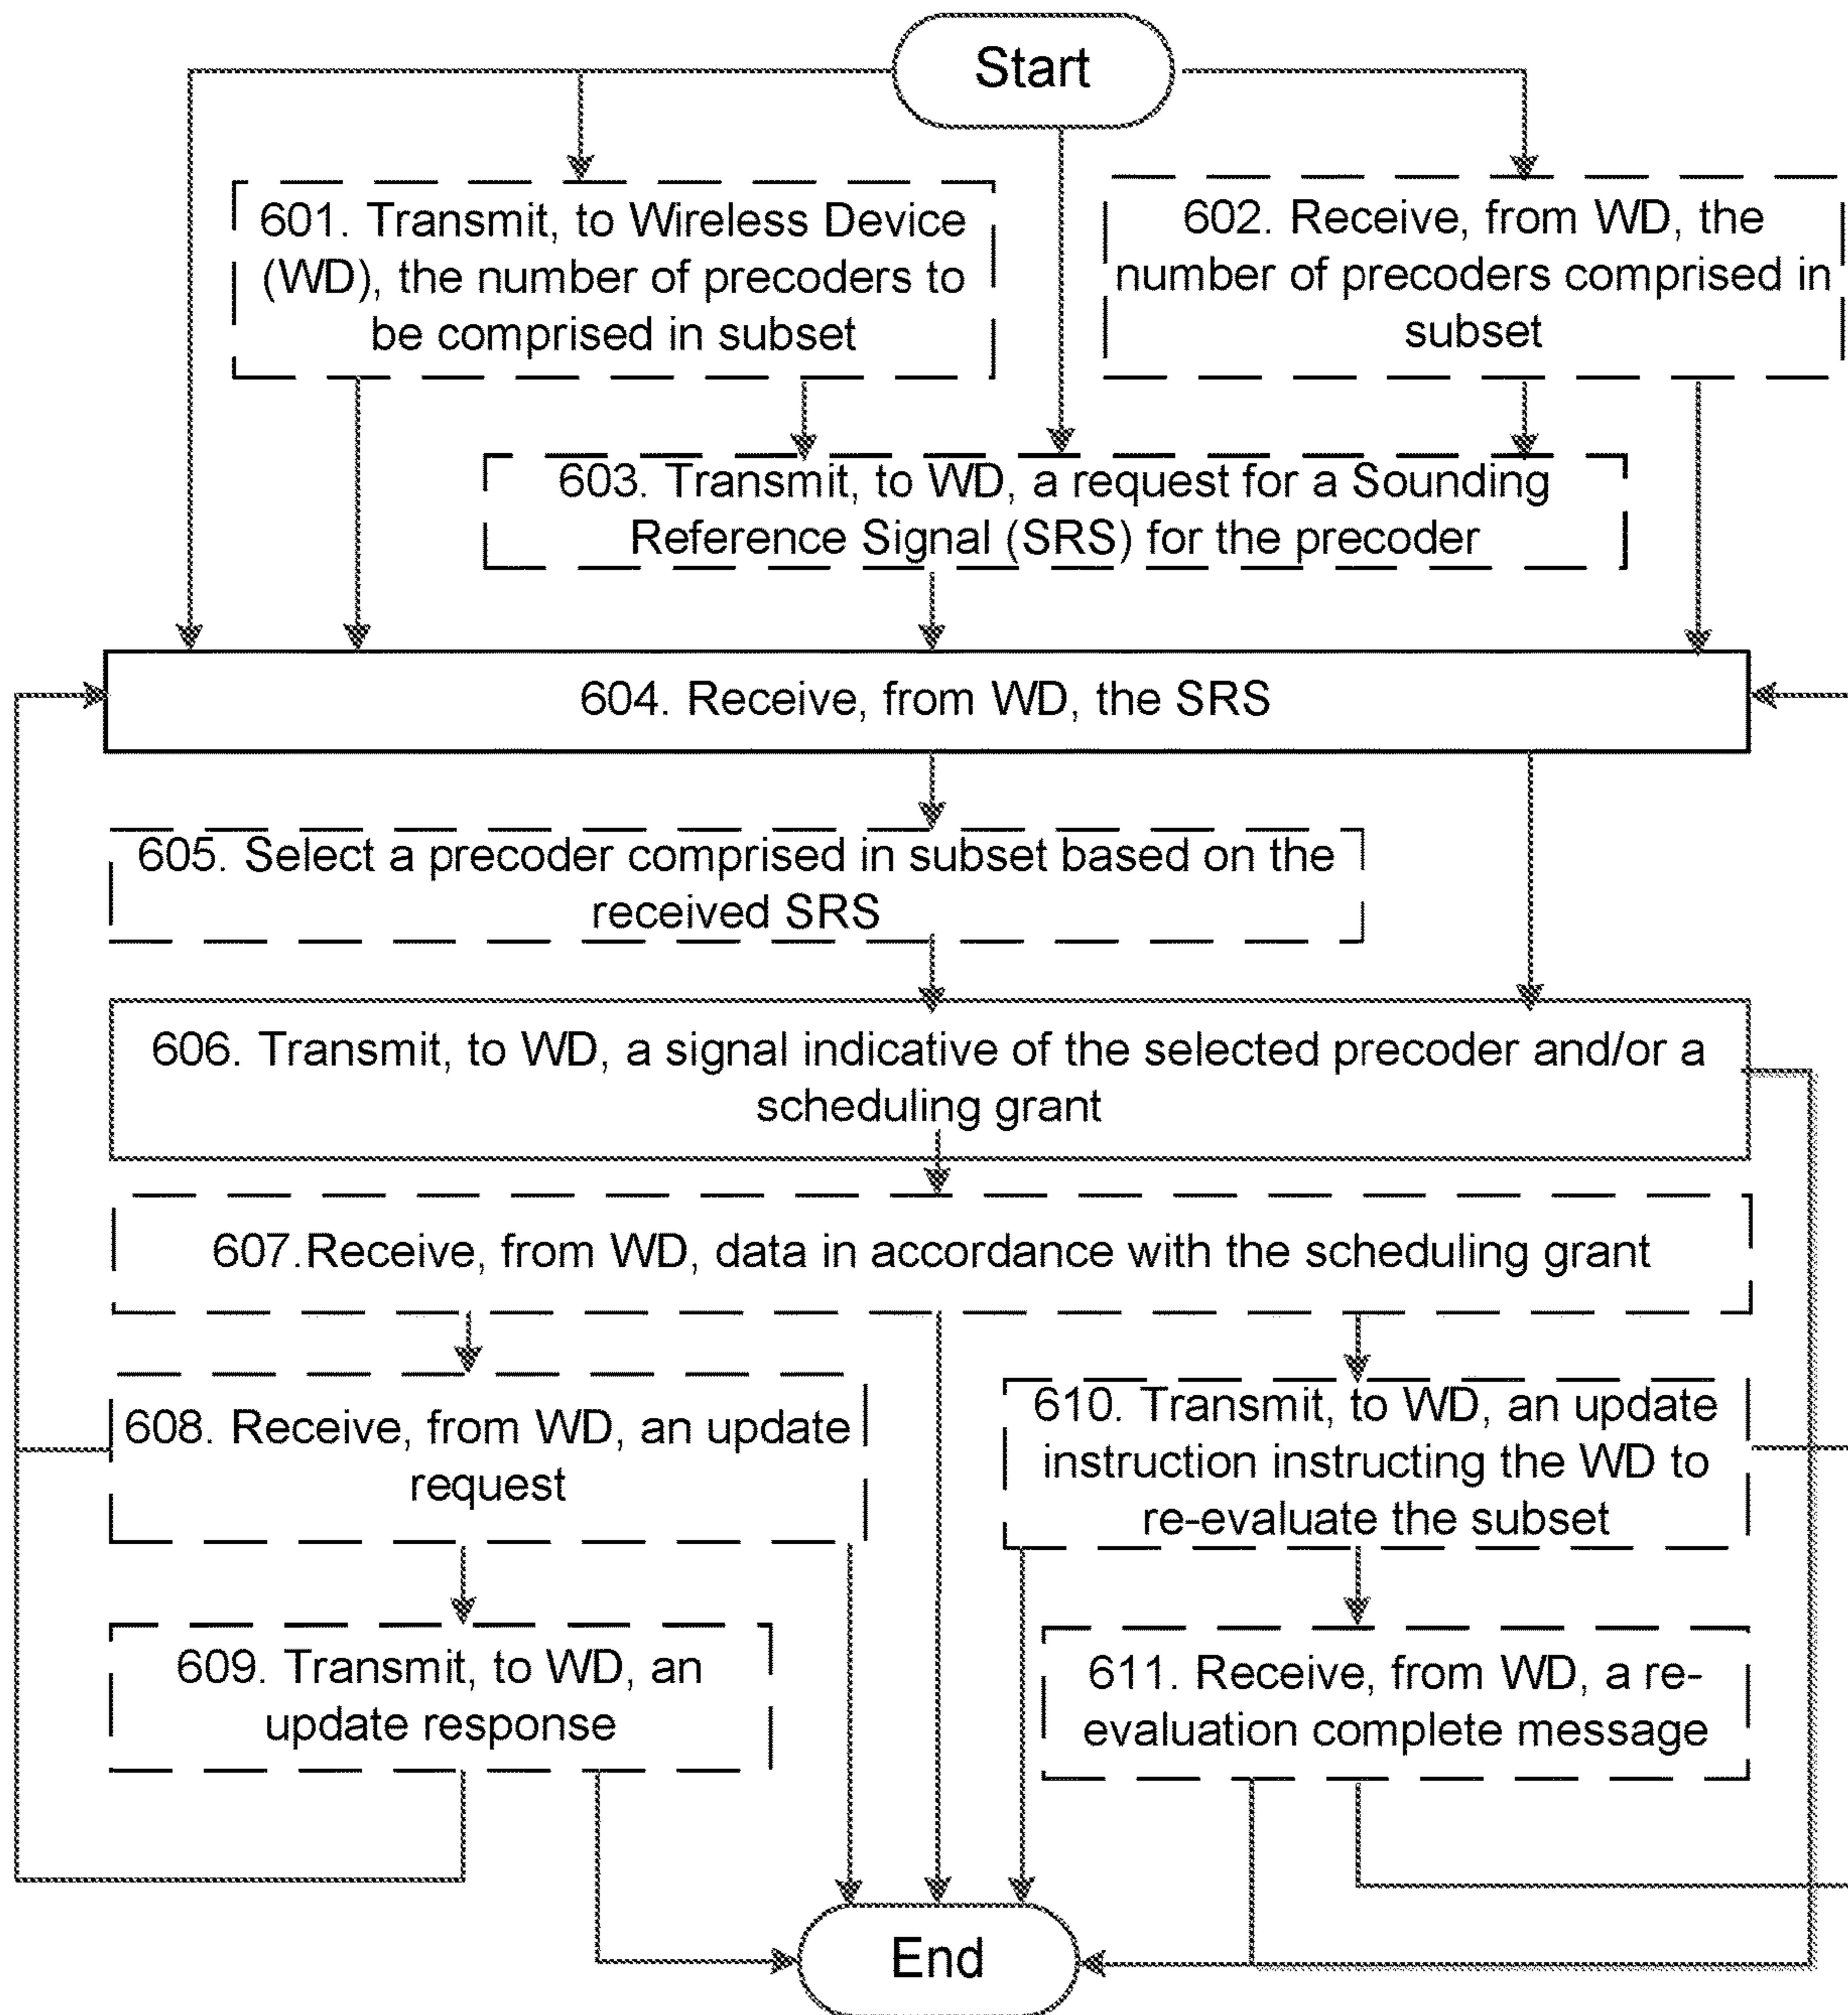 Start
601. Transmit, to Wireless Device
(WD), the number of precoders to
be comprised in subset
602. Receive, from WD, the
number of precoders comprised in
subset
603. Transmit, to WD, a request for a Sounding
Reference Signal (SRS) for the precoder
604. Receive, from WD, the SRS
605. Select a precoder comprised in subset based on the
received SRS
606. Transmit, to WD, a signal indicative of the selected precoder and/or a
scheduling grant
607.Receive, from WD, data in accordance with the scheduling grant
608. Receive, from WD, an update
request
610. Transmit, to WD, an update
instruction instructing the WD to
re-evaluate the subset
609. Transmit, to WD, an
update response
611. Receive, from WD, a re-
evaluation complete message
End